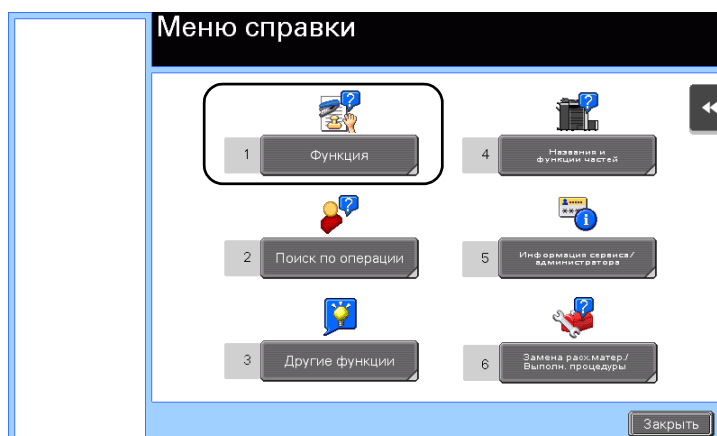 Меню справки
1 Функция
4 Названия и
функции частей
2 Поиск по операции
5 Информация сервиса/
администратора
3 Другие функции
6 Замена расх.матер./
Выполн. процедуры
Закрыть